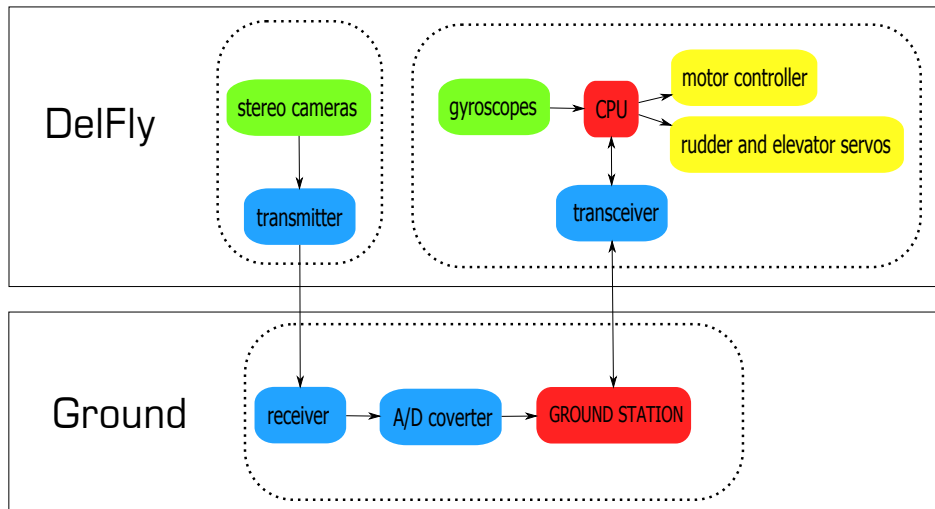 DelFly
stereo cameras
transmitter
gyroscopes
CPU
motor controller
rudder and elevator servos
transceiver
Ground
receiver
A/D coverter
GROUND STATION